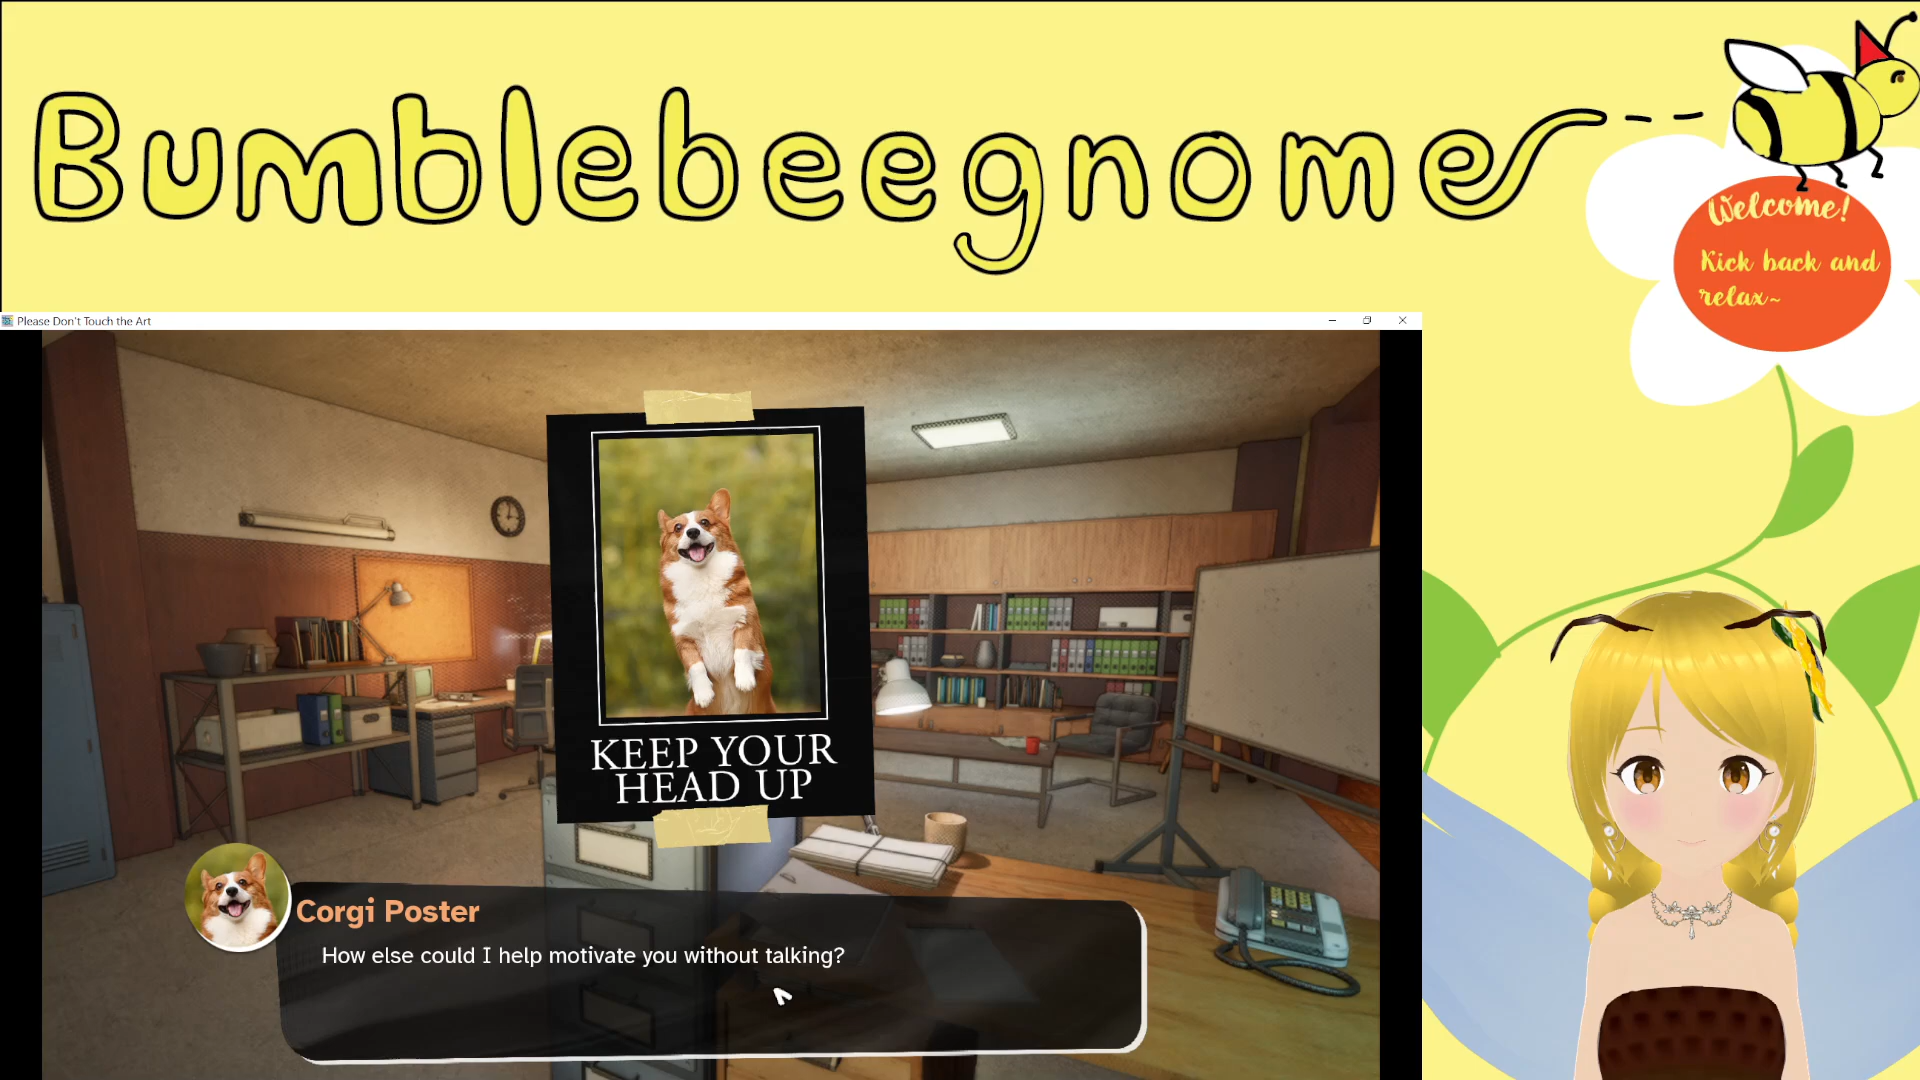 Bumblebeegnome
Welcome!
Kick back and
relax~
Please Don't Touch the Art
KEEP YOUR
HEAD UP
Corgi Poster
How else could I help motivate you without talking?